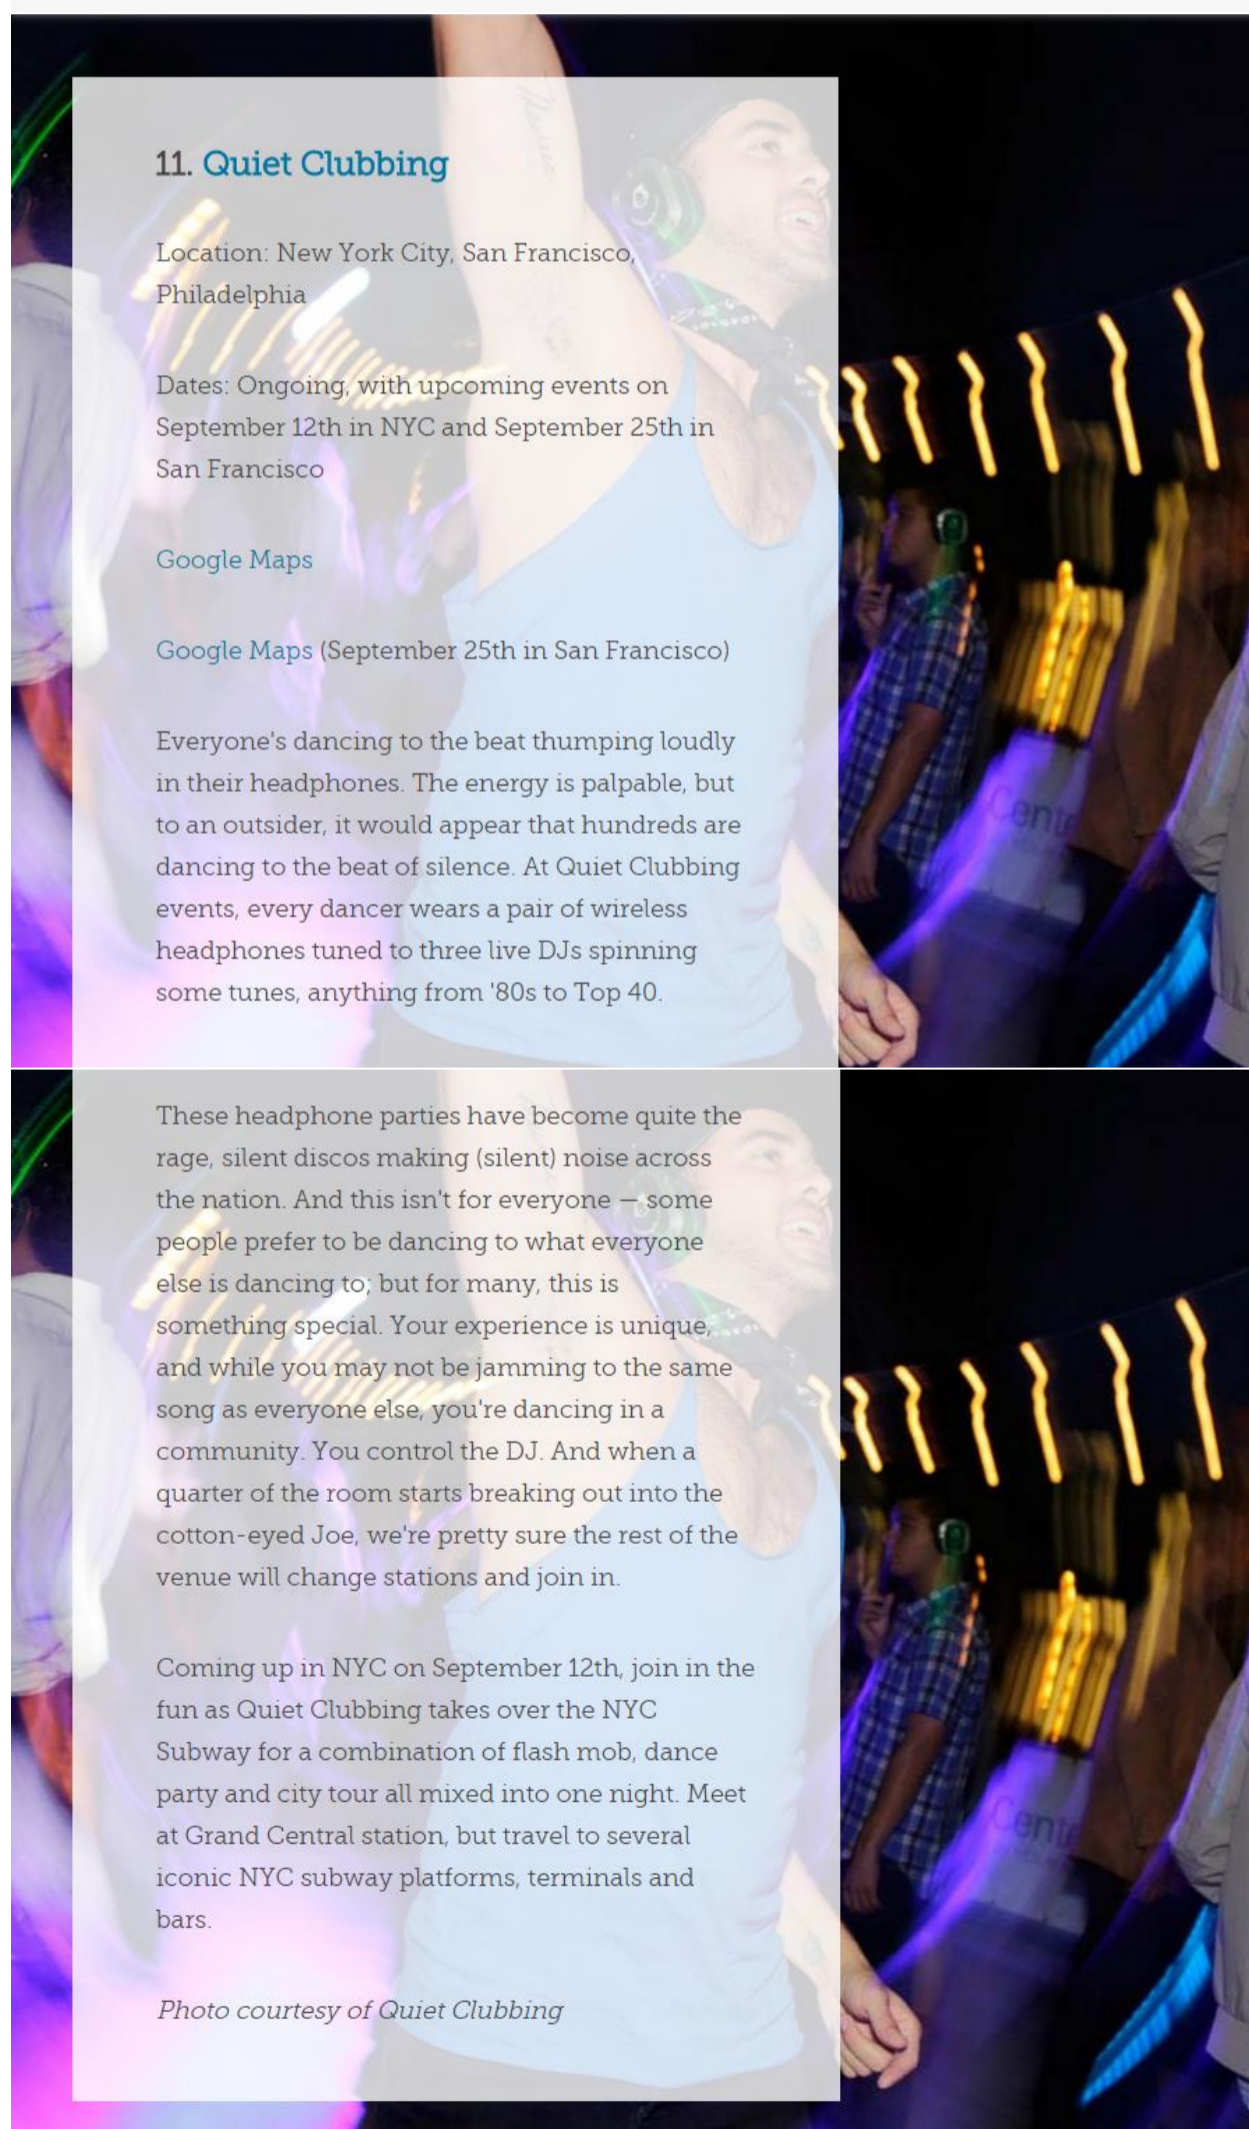 11. Quiet Clubbing
Location: New York City, San Francisco,
Philadelphia
Dates: Ongoing, with upcoming events on
September 12th in NYC and September 25th in
San Francisco
Google Maps
Google Maps (September 25th in San Francisco)
Everyone's dancing to the beat thumping loudly
in their headphones. The energy is palpable, but
to an outsider, it would appear that hundreds are
dancing to the beat of silence. At Quiet Clubbing
events, every dancer wears a pair of wireless
headphones tuned to three live DJs spinning
some tunes, anything from '80s to Top 40.
These headphone parties have become quite the
rage, silent discos making (silent) noise across
the nation. And this isn't for everyone — some
people prefer to be dancing to what everyone
else is dancing to; but for many, this is
something special. Your experience is unique,
and while you may not be jamming to the same
song as everyone else, you're dancing in a
community. You control the DJ. And when a
quarter of the room starts breaking out into the
cotton-eyed Joe, we're pretty sure the rest of the
venue will change stations and join in.
Coming up in NYC on September 12th, join in the
fun as Quiet Clubbing takes over the NYC
Subway for a combination of flash mob, dance
party and city tour all mixed into one night. Meet
at Grand Central station, but travel to several
iconic NYC subway platforms, terminals and
bars.
Photo courtesy of Quiet Clubbing